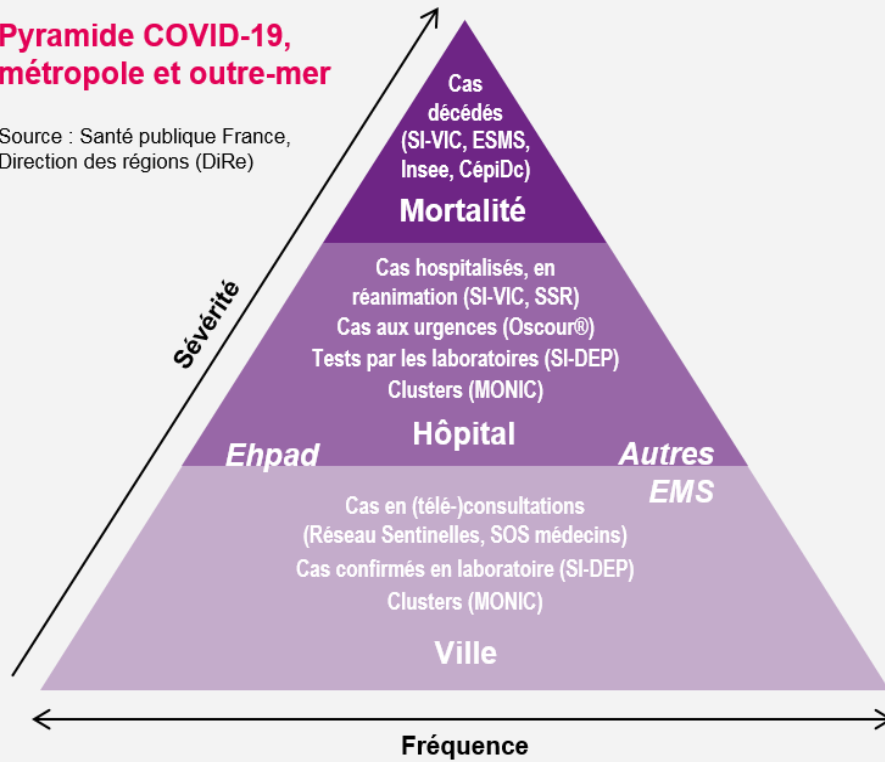 Pyramide COVID-19,
métropole et outre-mer
Source : Santé publique France,
Direction des régions (DiRe)
Sévérité
Cas
décédés
(SI-VIC, ESMS,
Insee, CépiDc)
Mortalité
Cas hospitalisés, en
réanimation (SI-VIC, SSR)
Cas aux urgences (Oscour®)
Tests par les laboratoires (SI-DEP)
Clusters (MONIC)
Hôpital
Ehpad
Autres
EMS
Cas en (télé-)consultations
(Réseau Sentinelles, SOS médecins)
Cas confirmés en laboratoire (SI-DEP)
Clusters (MONIC)
Ville
Fréquence